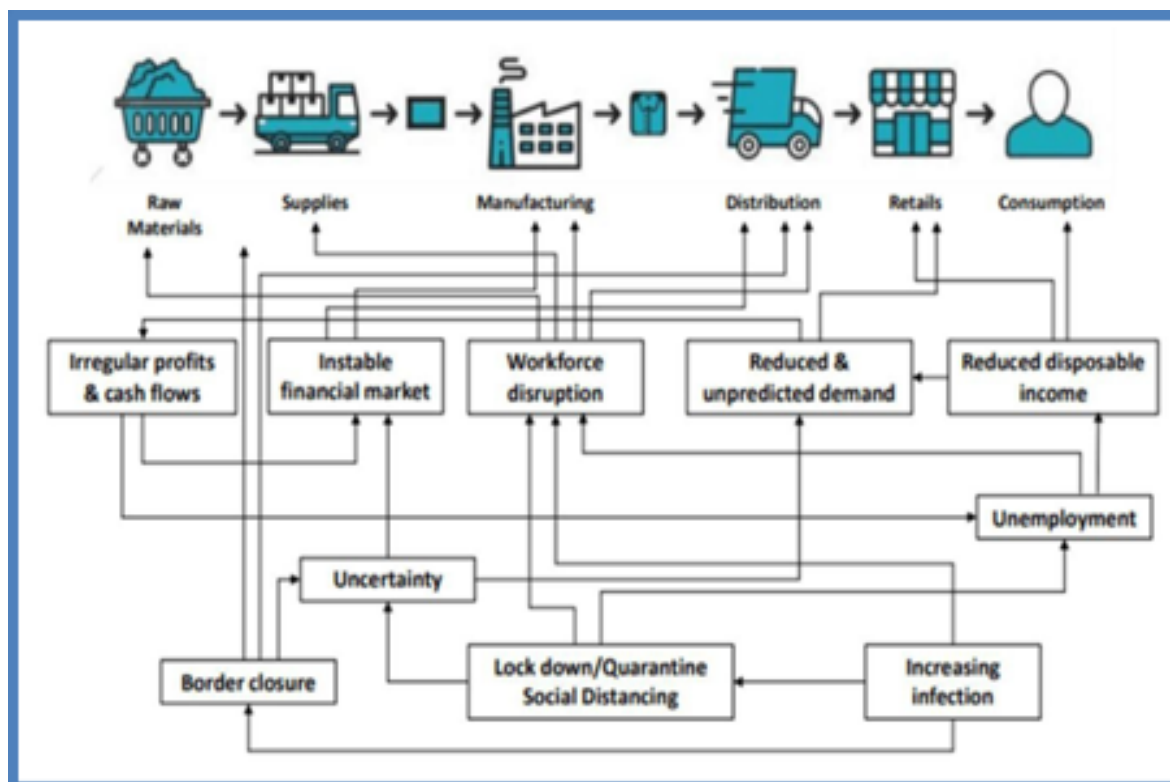 Raw
Materials
Supplies
Manufacturing
Distribution
Retails
Consumption
Irregular profits
& cash flows
Instable
financial market
Workforce
disruption
Reduced &
unpredicted demand
Reduced disposable
income
Unemployment
Uncertainty
Border closure
Lock down/Quarantine
Social Distancing
Increasing
infection